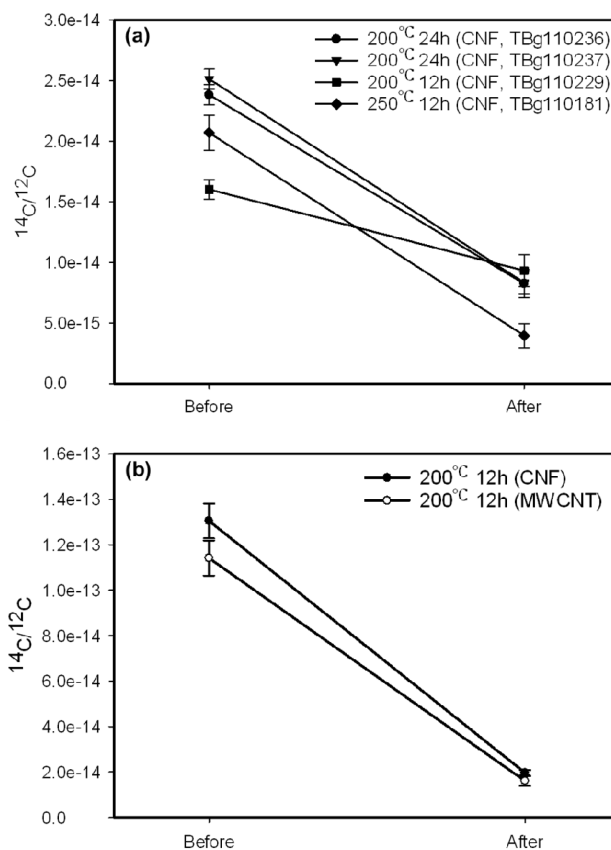 3.0e-14
(a)
200℃ 24h (CNF, TBg110236)
200℃ 24h (CNF, TBg110237)
200℃ 12h (CNF, TBg110229)
250℃ 12h (CNF, TBg110181)
2.5e-14
2.0e-14
1.5e-14
1.0e-14
5.0e-15
0.0
¹⁴C/¹²C
Before
After
1.6e-13
(b)
200℃ 12h (CNF)
200℃ 12h (MWCNT)
1.4e-13
1.2e-13
1.0e-13
8.0e-14
6.0e-14
4.0e-14
2.0e-14
0.0
¹⁴C/¹²C
Before
After